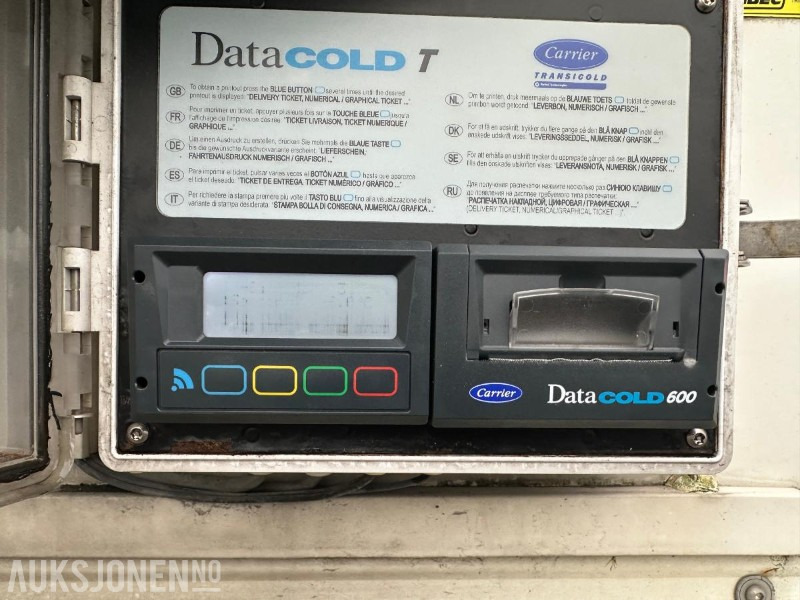 DataCOLD T
Carrier
TRANSICOLD
GB To obtain a printout press the BLUE BUTTON several times until the desired
printout is displayed: "DELIVERY TICKET, NUMERICAL / GRAPHICAL TICKET ..."
FR Pour imprimer un ticket, appuyer plusieurs fois sur la TOUCHE BLEUE jusqu'à
l'affichage de l'impression désirée: "TICKET LIVRAISON, TICKET NUMERIQUE /
GRAPHIQUE ..."
DE Um einen Ausdruck zu erstellen, drücken Sie mehrmals die BLAUE TASTE
bis die gewünschte Ausdruckvariante erscheint. "LIEFERSCHEIN,
FAHRTENAUSDRUCK NUMERISCH / GRAFISCH ..."
ES Para imprimir el ticket, pulsar varias veces el BOTÓN AZUL hasta que aparezca
el ticket deseado: "TICKET DE ENTREGA, TICKET NUMÉRICO / GRÁFICO ..."
IT Per richiedere la stampa premere più volte il TASTO BLU fino alla visualizzazione della
variante di stampa desiderata: "STAMPA BOLLA DI CONSEGNA, NUMERICA / GRAFICA ..."
NL Om te printen, druk meermaals op de BLAUWE TOETS totdat de gewenste
printvorm wordt getoond: "LEVERBON, NUMERISCH / GRAFISCH ..."
DK For at få en udskrift, trykker du flere gange på den BLÅ KNAP indtil den
ønskede udskrift vises: "LEVERINGSSEDDEL, NUMERISK / GRAFISK ..."
SE För att erhålla en utskrift trycker du upprepade gånger på den BLÅ KNAPPEN
tills den önskade utskriften visas: "LEVERANSNOTA, NUMERISK / GRAFISK ..."
RU Для получения распечатки нажмите несколько раз СИНЮЮ КЛАВИШУ
до появления на дисплее требуемого типа распечатки:
"РАСПЕЧАТКА НАКЛАДНОЙ, ЦИФРОВАЯ / ГРАФИЧЕСКАЯ ..."
(DELIVERY TICKET, NUMERICAL/GRAPHICAL TICKET ...)
Carrier
DataCOLD 600
AUKSJONEN.NO